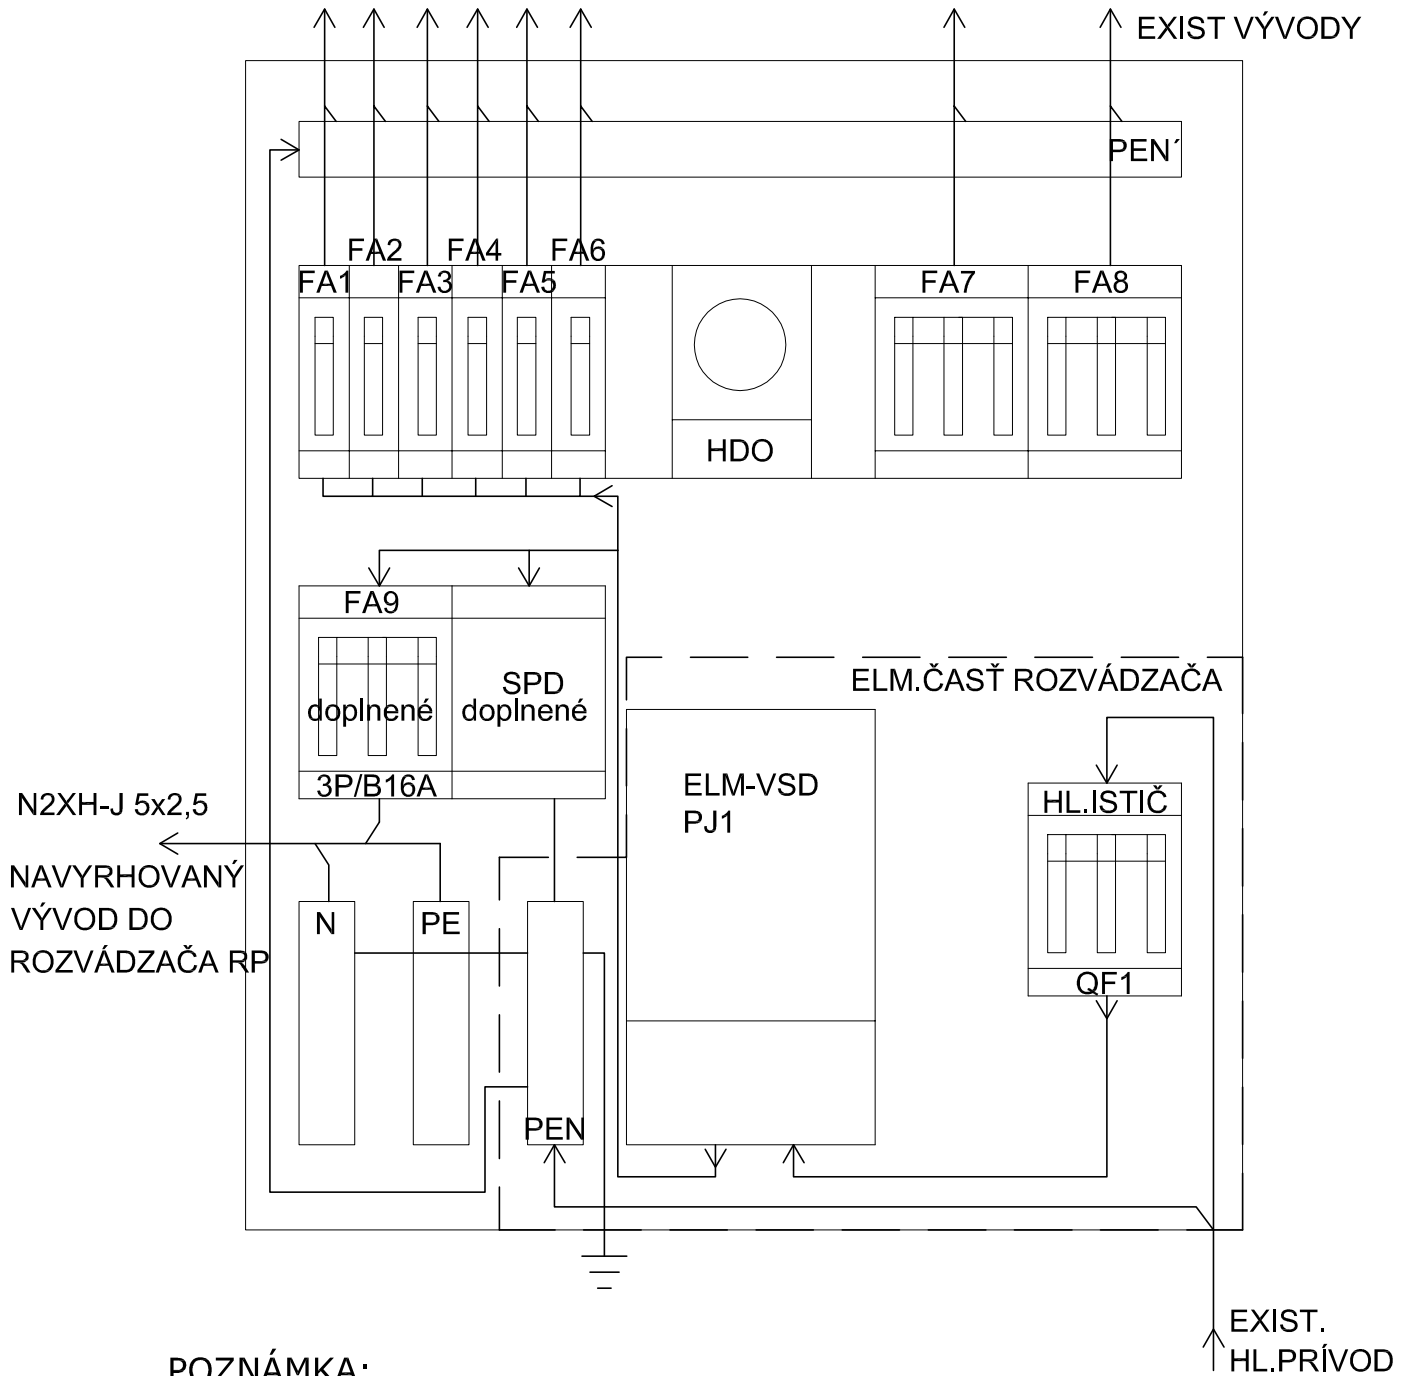 EXIST VÝVODY
PEN´
FA2 FA4 FA6
FA1 FA3 FA5 FA7 FA8
HDO
FA9
SPD
doplnené doplnené
3P/B16A
ELM.ČASŤ ROZVÁDZAČA
ELM-VSD
PJ1
HL.ISTIČ
QF1
N2XH-J 5x2,5
NAVYRHOVANÝ
VÝVOD DO
ROZVÁDZAČA RP
N PE
PEN
EXIST.
HL.PRÍVOD
POZNÁMKA: